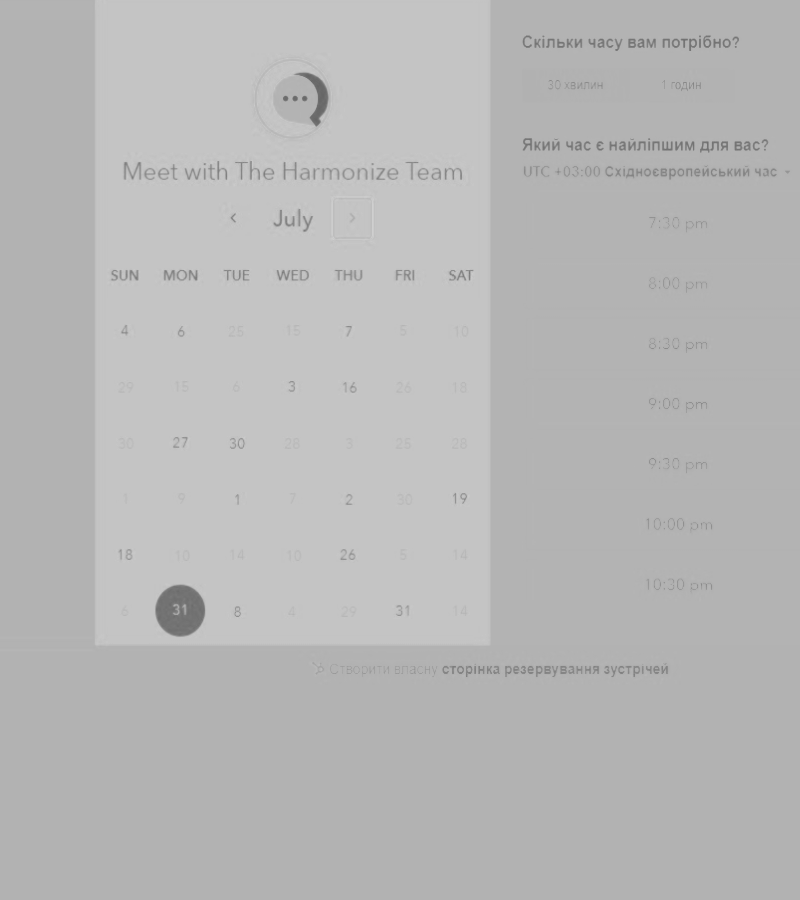 Meet with The Harmonize Team
July
SUN MON TUE WED THU FRI SAT
4 6 25 15 7 5 10
29 15 6 3 16 26 18
30 27 30 28 3 25 28
1 9 1 7 2 30 19
18 10 14 10 26 5 14
6 31 8 4 29 31 14
Скільки часу вам потрібно?
30 хвилин 1 годин
Який час є найліпшим для вас?
UTC +03:00 Східноєвропейський час
7:30 pm
8:00 pm
8:30 pm
9:00 pm
9:30 pm
10:00 pm
10:30 pm
Створити власну сторінка резервування зустрічей